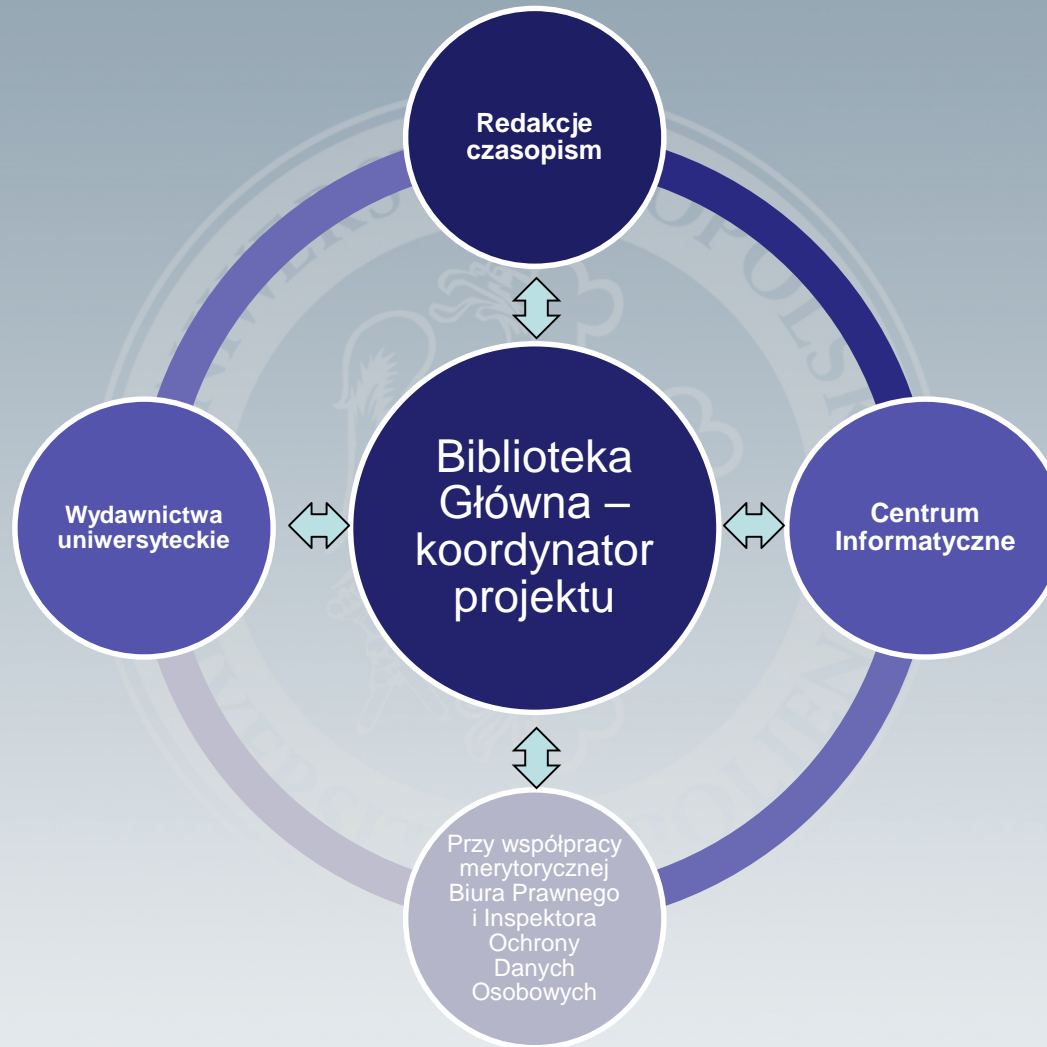 Redakcje
czasopism
Wydawnictwa
uniwersyteckie
Biblioteka
Główna –
koordynator
projektu
Centrum
Informatyczne
Przy współpracy
merytorycznej
Biura Prawnego
i Inspektora
Ochrony
Danych
Osobowych